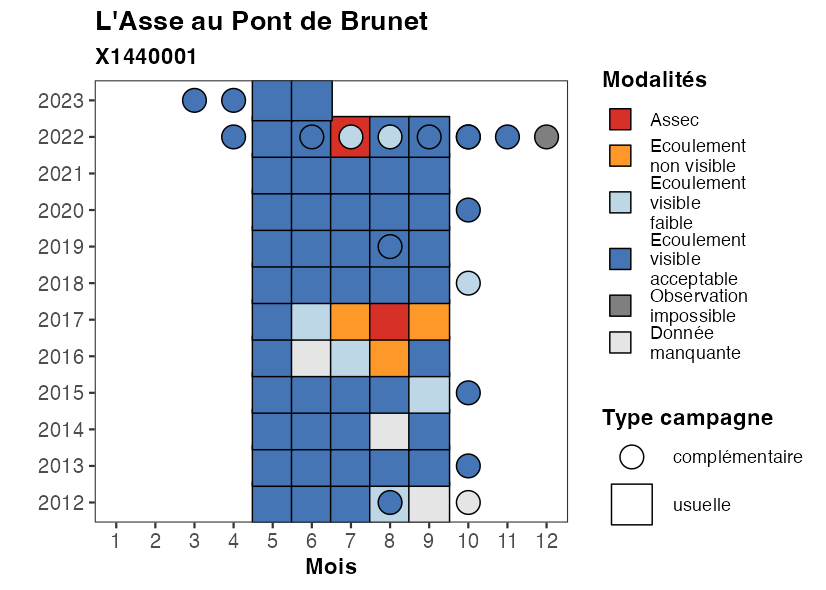 L'Asse au Pont de Brunet
X1440001
2023
2022
2021
2020
2019
2018
2017
2016
2015
2014
2013
2012
1 2 3 4 5 6 7 8 9 10 11 12
Mois
Modalités
Assec
Ecoulement
non visible
Ecoulement
visible
faible
Ecoulement
visible
acceptable
Observation
impossible
Donnée
manquante
Type campagne
complémentaire
usuelle